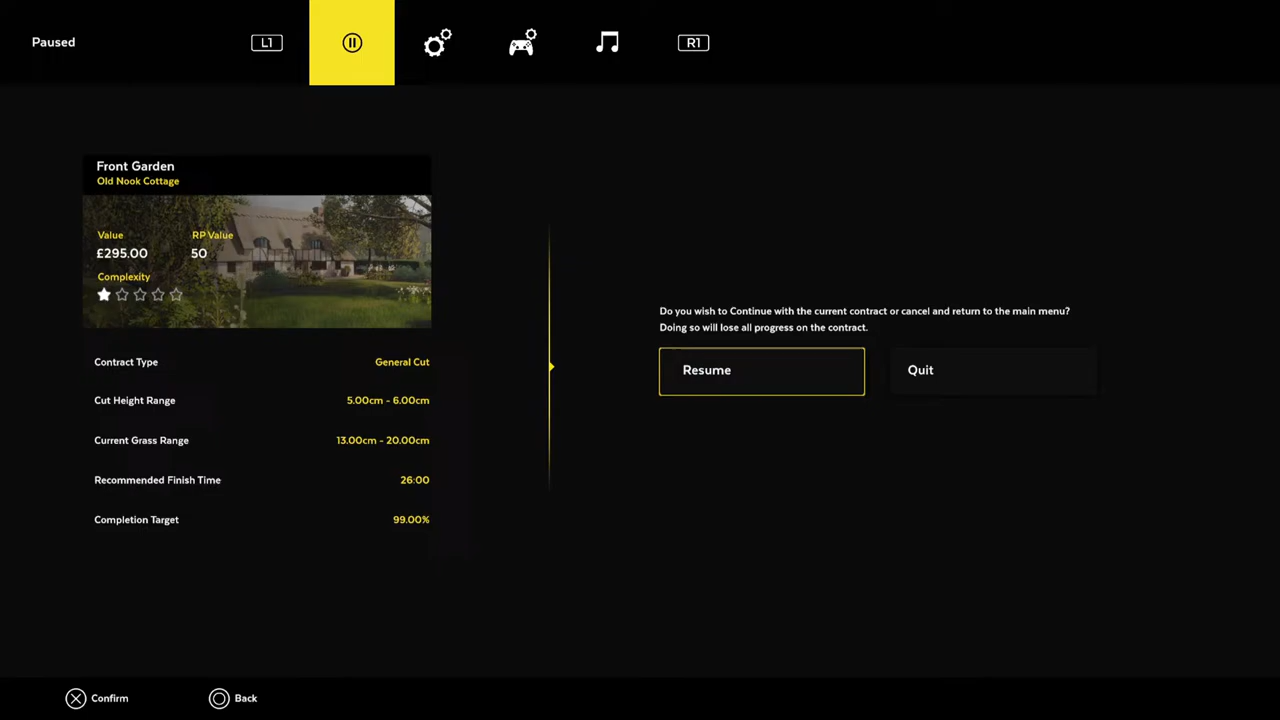 Paused
L1
R1
Front Garden
Old Nook Cottage
Value
RP Value
£295.00
50
Complexity
Contract Type
General Cut
Cut Height Range
5.00cm - 6.00cm
Current Grass Range
13.00cm - 20.00cm
Recommended Finish Time
26:00
Completion Target
99.00%
Do you wish to Continue with the current contract or cancel and return to the main menu?
Doing so will lose all progress on the contract.
Resume
Quit
Confirm
Back